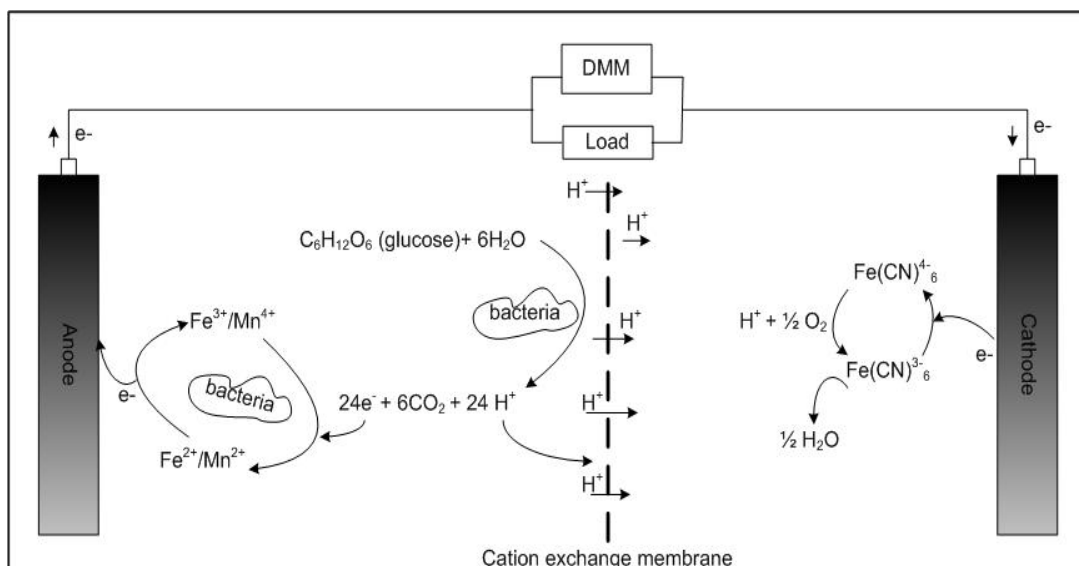 DMM
Load
e-
e-
H⁺
H⁺
C₆H₁₂O₆ (glucose)+ 6H₂O
Fe(CN)⁴⁻₆
bacteria
H⁺
H⁺ + ½ O₂
Anode
Fe³⁺/Mn⁴⁺
Cathode
e-
Fe(CN)³⁻₆
bacteria
e-
24e⁻ + 6CO₂ + 24 H⁺
H⁺
½ H₂O
Fe²⁺/Mn²⁺
H⁺
Cation exchange membrane